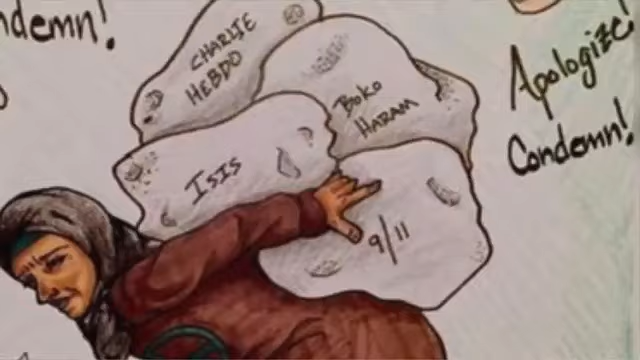 ndemn!
CHARLIE
HEBDO
Boko
HARAM
ISIS
9/11
Apologize!
Condemn!